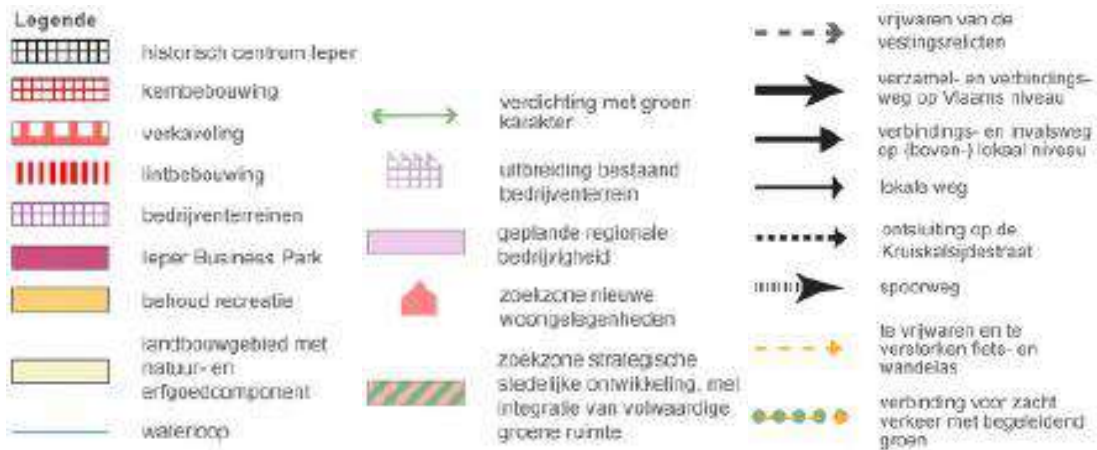 Legende
historisch centrum Ieper
kernbebouwing
verkaveling
lintbebouwing
bedrijventerreinen
Ieper Business Park
behoud recreatie
landbouwgebied met
natuur- en
erfgoedcomponent
waterloop
verdichting met groen
karakter
uitbreiding bestaand
bedrijventerrein
geplande regionale
bedrijvigheid
zoekzone nieuwe
woongelegenheden
zoekzone strategische
stedelijke ontwikkeling, met
integratie van volwaardige
groene ruimte
vrijwaren van de
vestingsrelicten
verzamel- en verbindings-
weg op Vlaams niveau
verbindings- en invalsweg
op (boven-) lokaal niveau
lokale weg
ontsluiting op de
Kruiskalsijdestraat
spoorweg
te vrijwaren en te
versterken fiets- en
wandelas
verbinding voor zacht
verkeer met begeleidend
groen